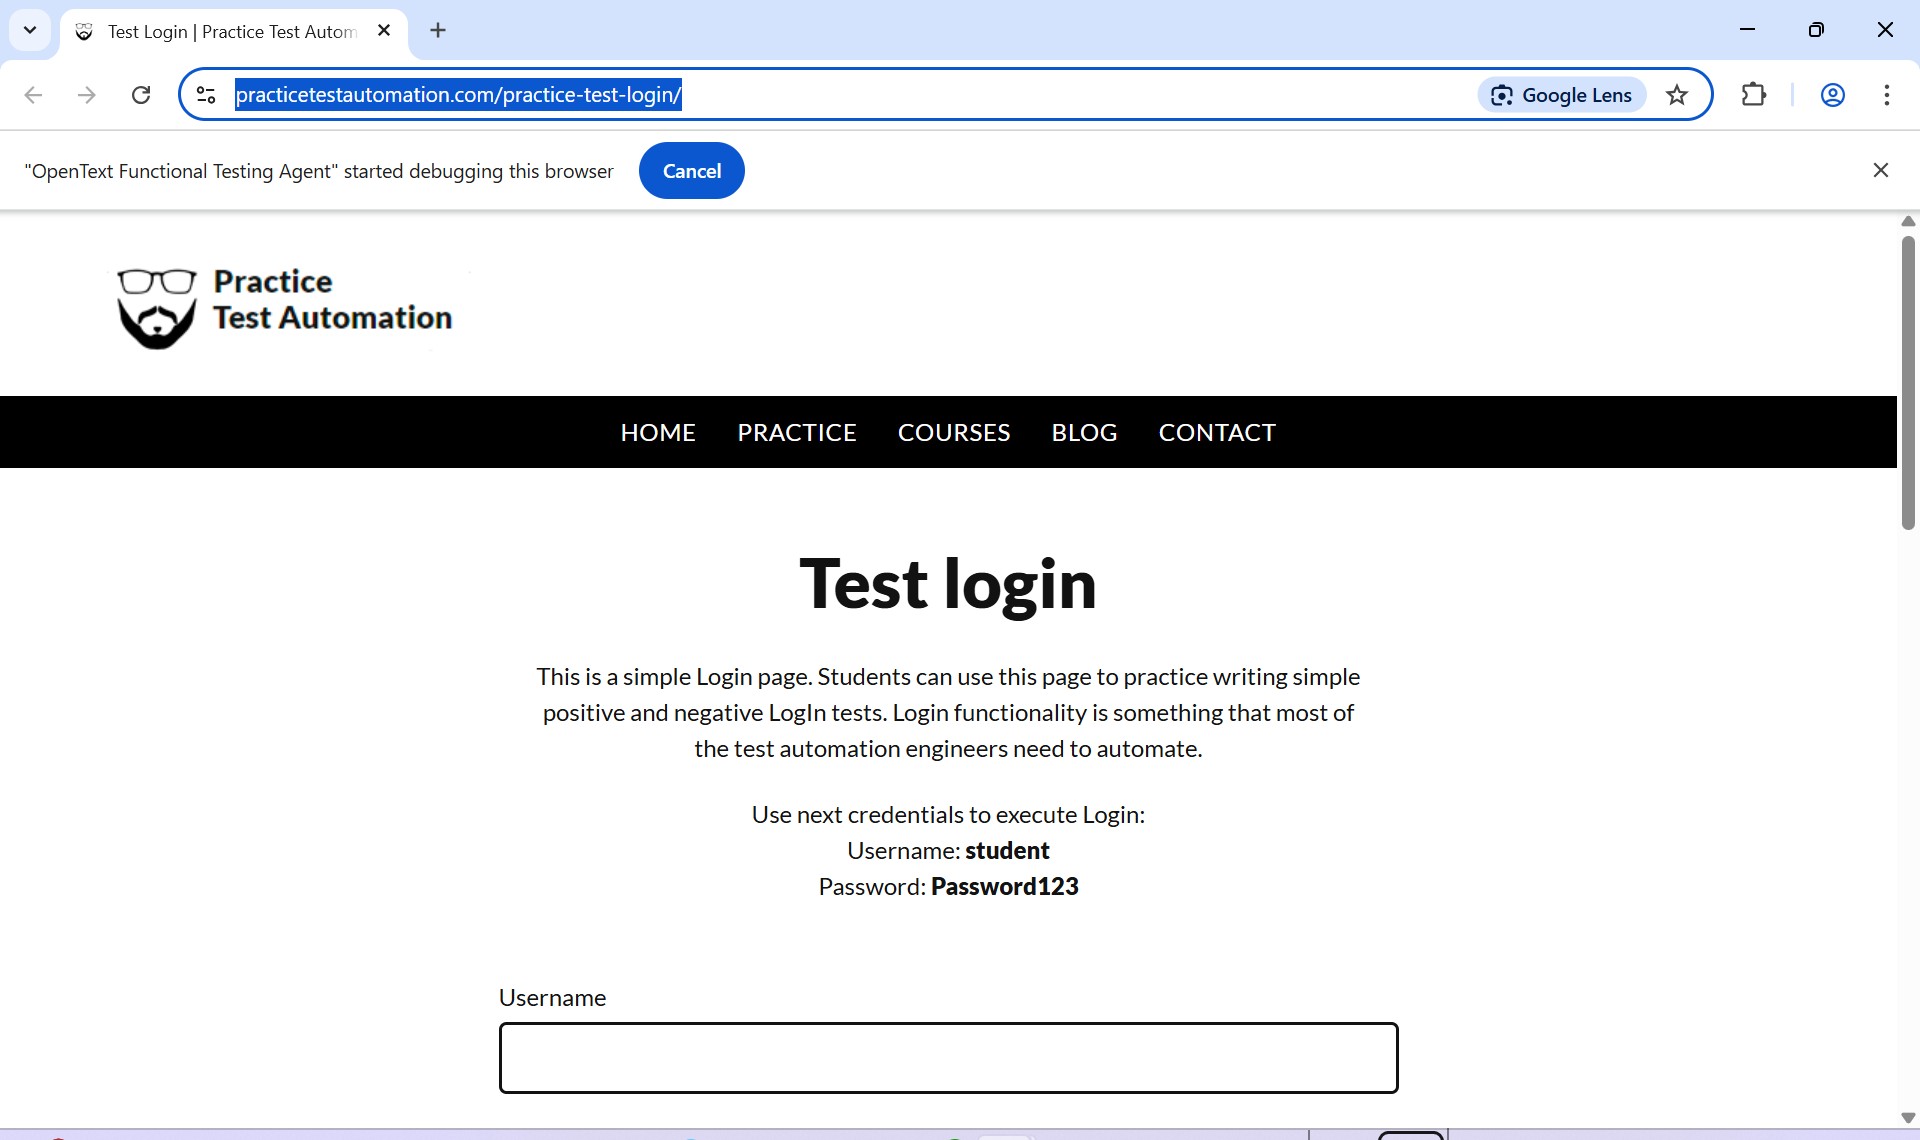 Test Login | Practice Test Autom
practicetestautomation.com/practice-test-login/
Google Lens
"OpenText Functional Testing Agent" started debugging this browser
Cancel
Practice
Test Automation
HOME PRACTICE COURSES BLOG CONTACT
Test login
This is a simple Login page. Students can use this page to practice writing simple
positive and negative LogIn tests. Login functionality is something that most of
the test automation engineers need to automate.
Use next credentials to execute Login:
Username: student
Password: Password123
Username